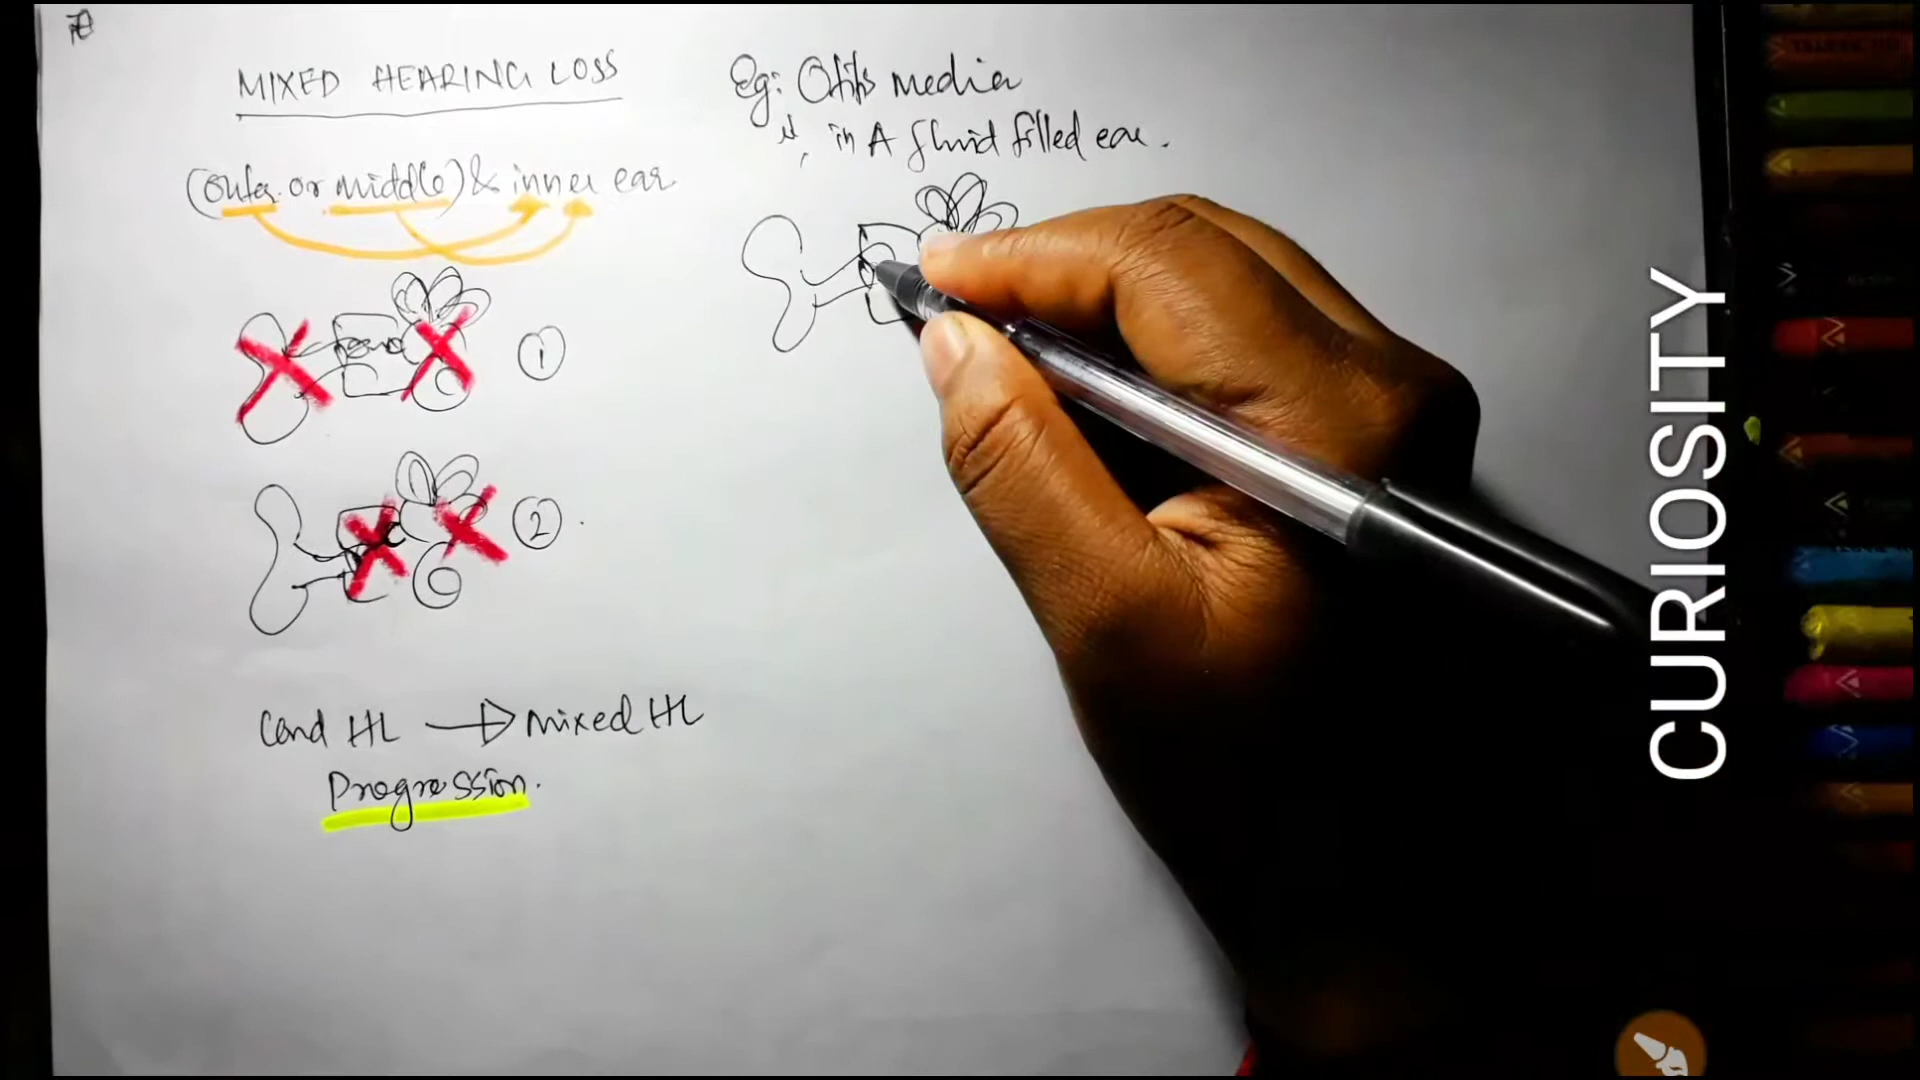 MIXED HEARING LOSS
(outer or middle) & inner ear
1
2
Cond HL → mixed HL
Progression.
Eg: Otitis media
in A fluid filled ear.
CURIOSITY